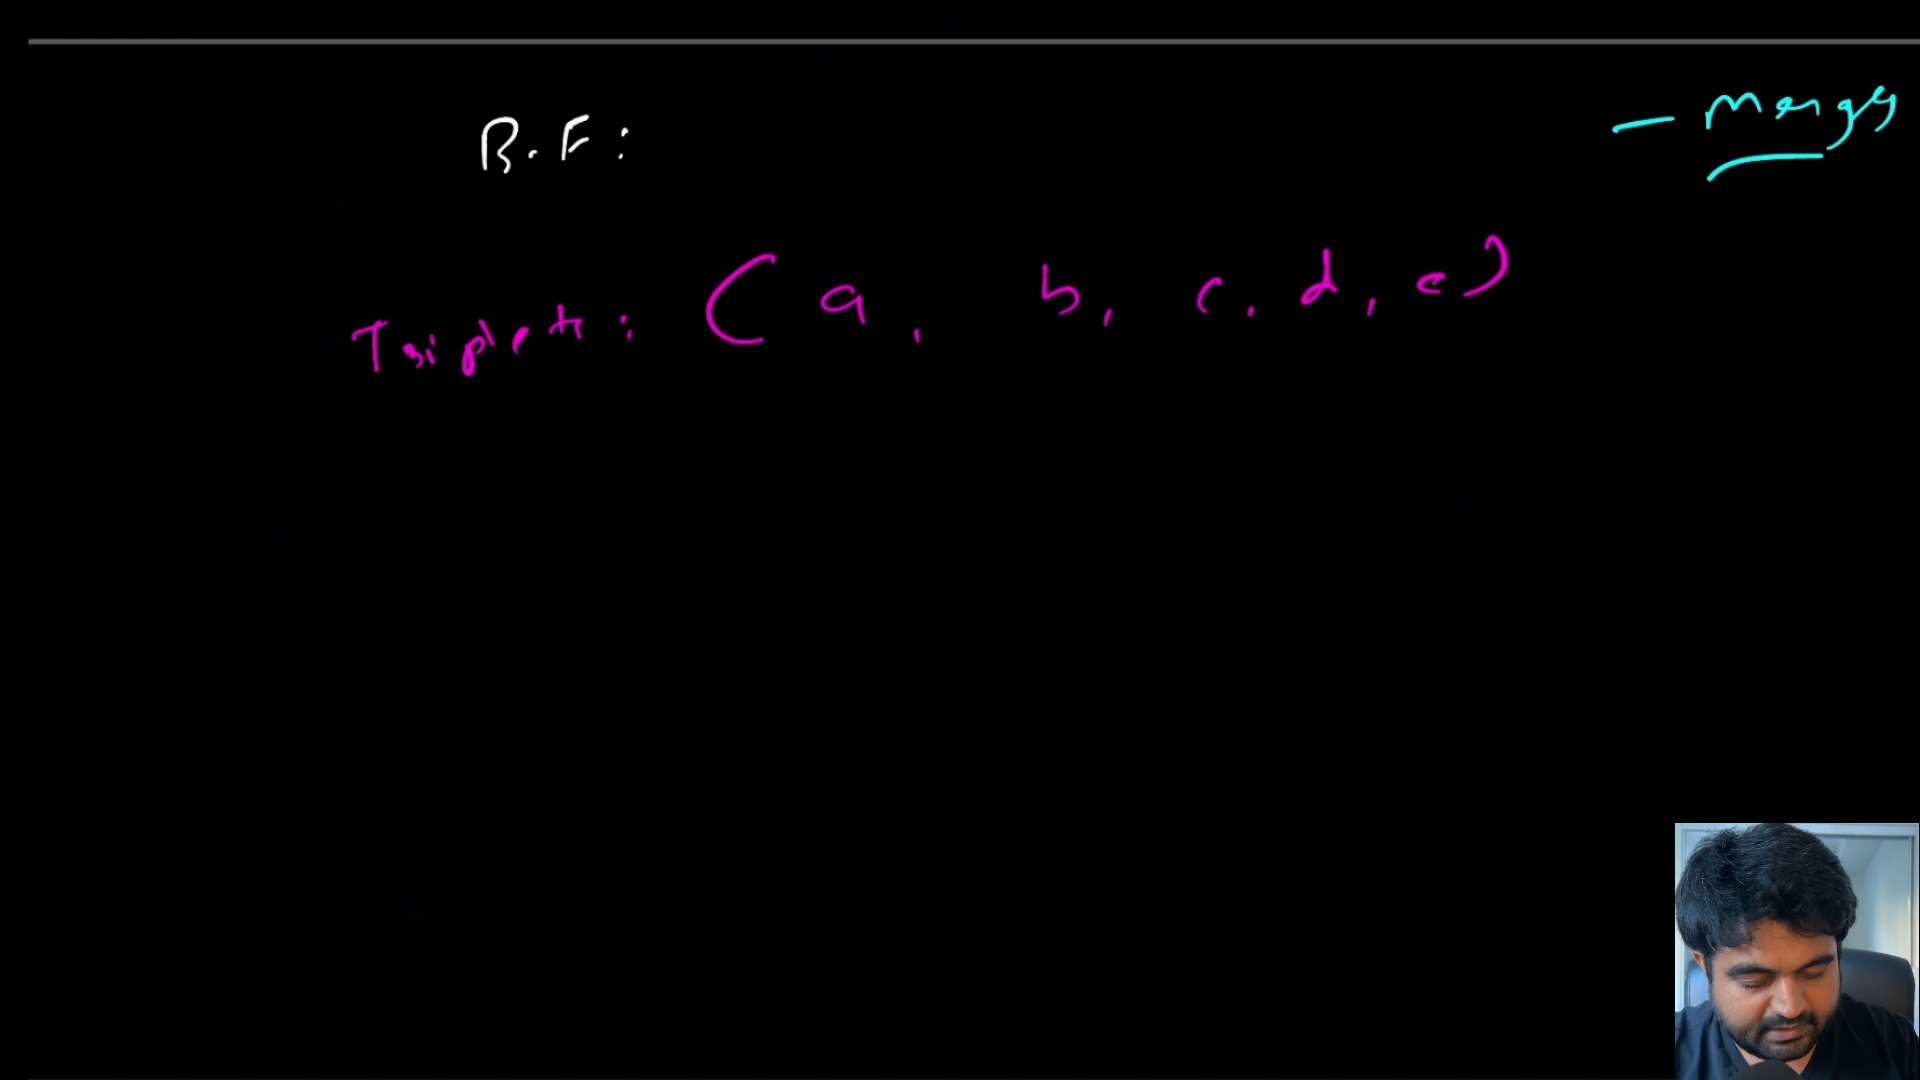 B.F:
- Merge
Triplet: (a, b, c, d, e)